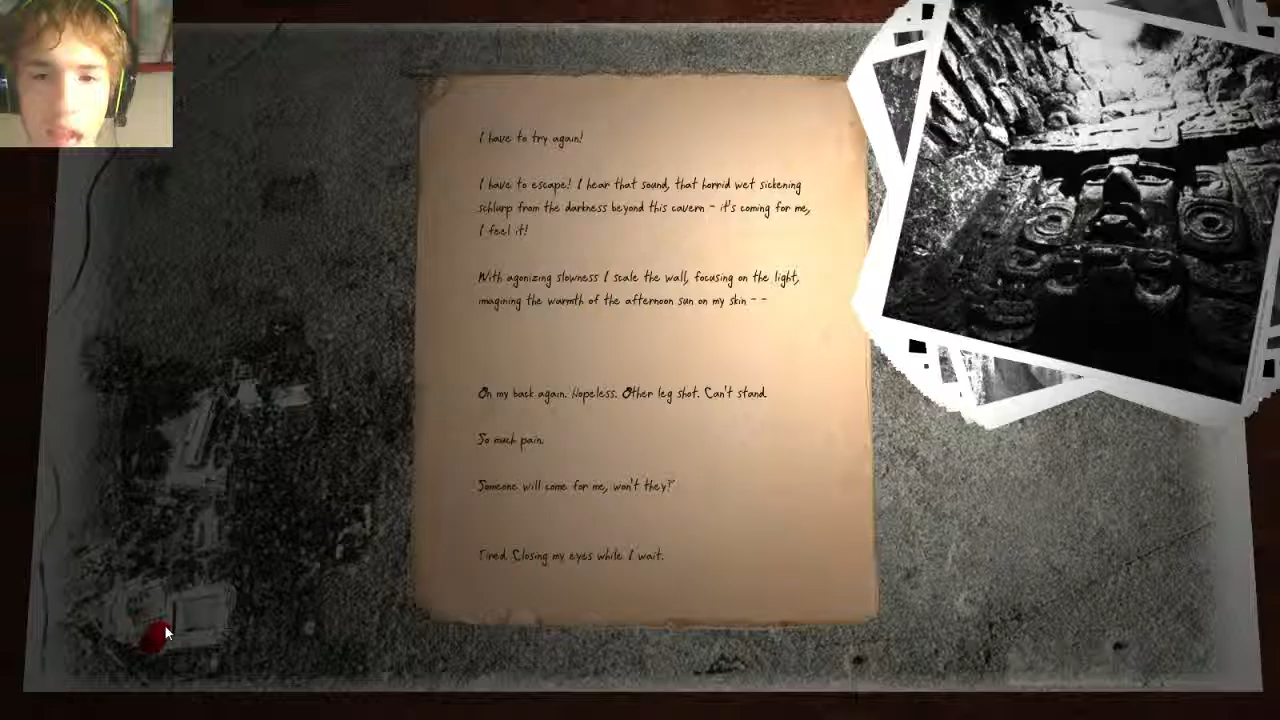 I have to try again!
I have to escape! I hear that sound, that horrid wet sickening
schlurp from the darkness beyond this cavern - it's coming for me,
I feel it!
With agonizing slowness I scale the wall, focusing on the light,
imagining the warmth of the afternoon sun on my skin - -
On my back again. Hopeless. Other leg shot. Can't stand.
So much pain.
Someone will come for me, won't they?
Tired. Closing my eyes while I wait.